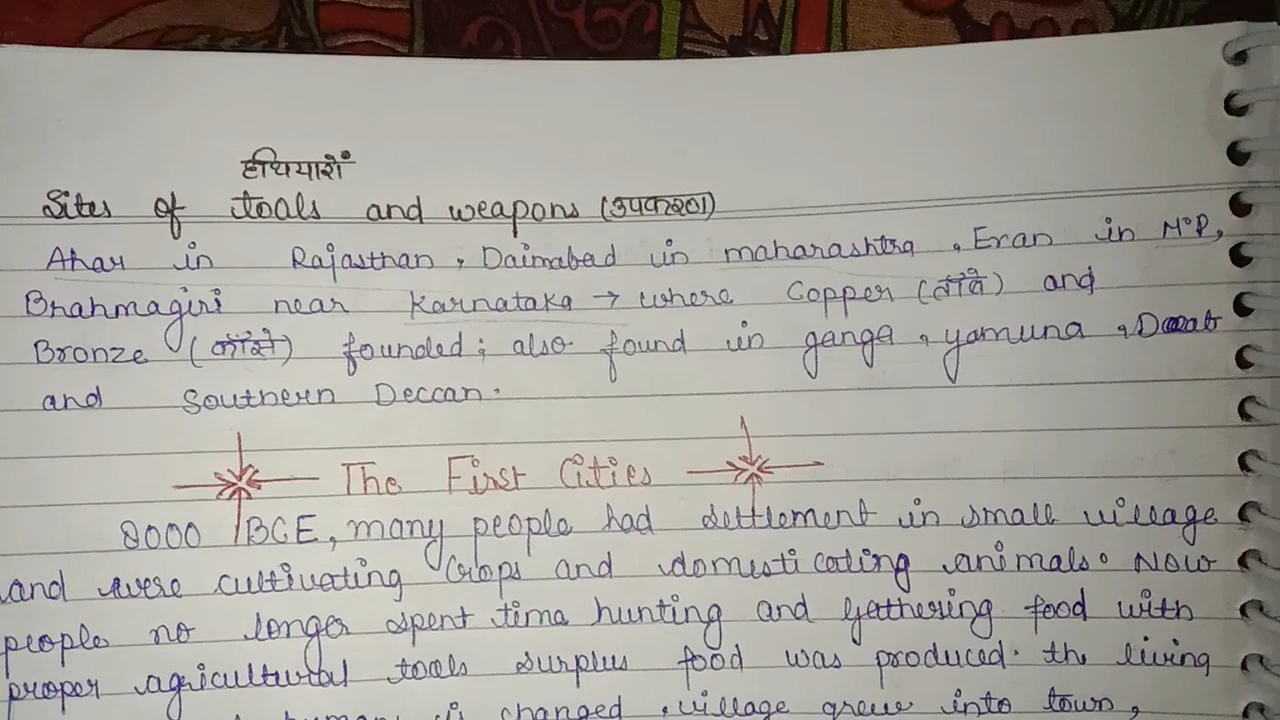 हथियारों
Sites of toals and weapons (उपकरण)
Ahar in Rajasthan, Daimabad in maharashtra, Eran in M.P,
Brahmagiri near Karnataka → where Copper (ताँबे) and
Bronze (काँसे) founded; also found in ganga, yamuna,
and Southern Deccan.
The First Cities
8000 BCE, many people had settlement in small village
and were cultivating Crops and domesticating animals. Now
people no longer spent time hunting and gathering food with
proper agricultural toals surplus food was produced. the living
is changed, village grew into town,